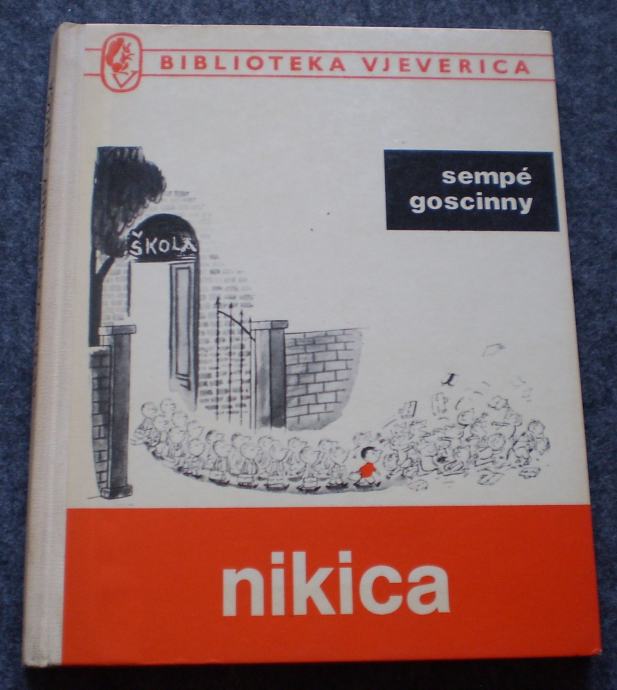 BIBLIOTEKA VJEVERICA
sempé
goscinny
ŠKOLA
nikica